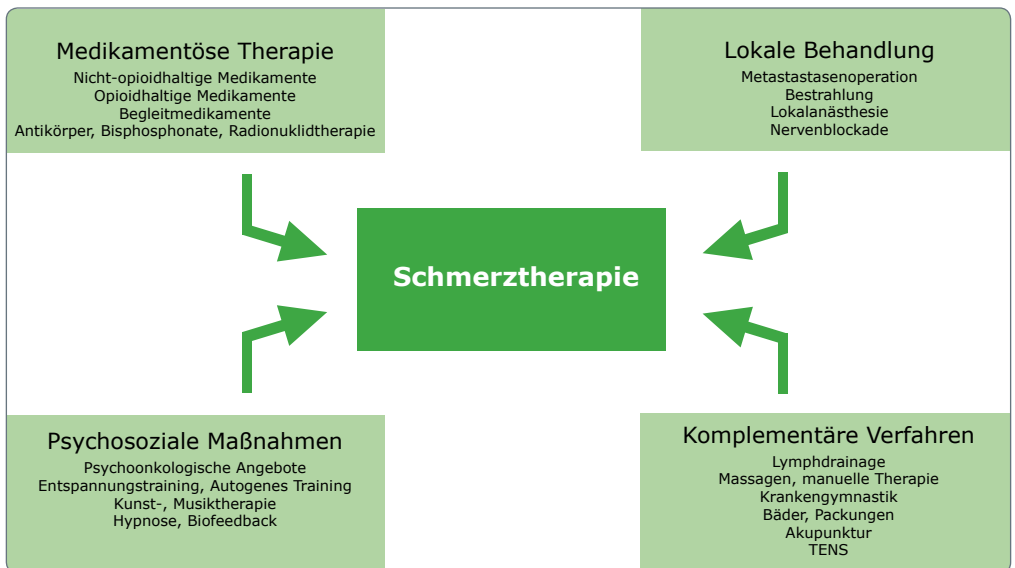 Medikamentöse Therapie
Nicht-opioidhaltige Medikamente
Opioidhaltige Medikamente
Begleitmedikamente
Antikörper, Bisphosphonate, Radionuklidtherapie
Lokale Behandlung
Metastastasenoperation
Bestrahlung
Lokalanästhesie
Nervenblockade
Schmerztherapie
Psychosoziale Maßnahmen
Psychoonkologische Angebote
Entspannungstraining, Autogenes Training
Kunst-, Musiktherapie
Hypnose, Biofeedback
Komplementäre Verfahren
Lymphdrainage
Massagen, manuelle Therapie
Krankengymnastik
Bäder, Packungen
Akupunktur
TENS